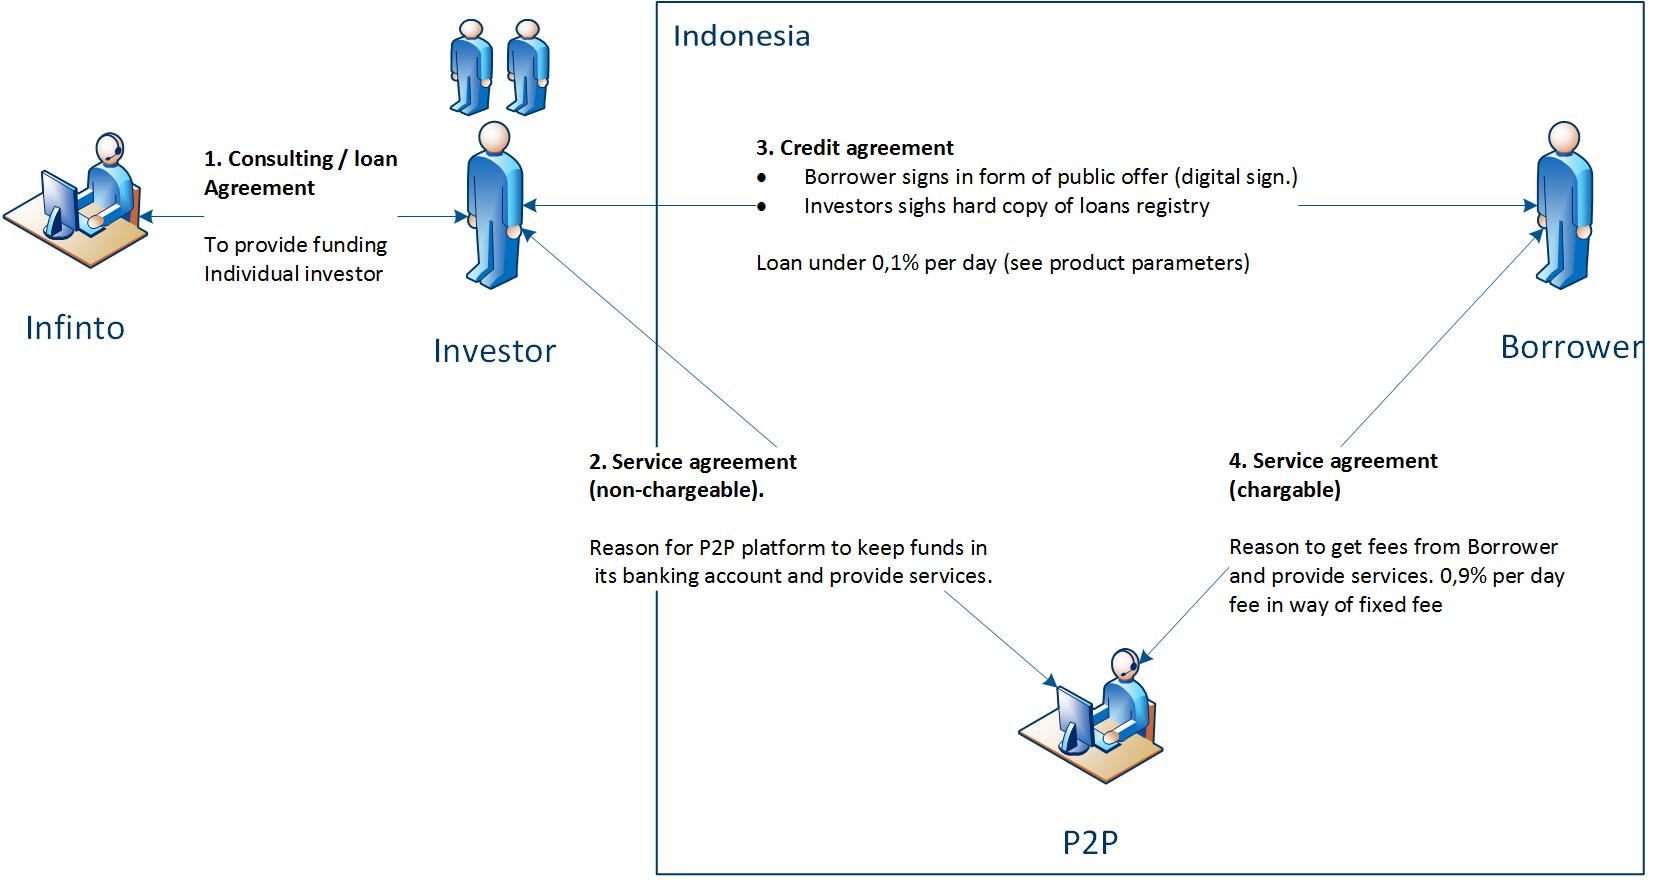 Indonesia
1. Consulting / loan
Agreement
To provide funding
Individual investor
Infinto
Investor
3. Credit agreement
• Borrower signs in form of public offer (digital sign.)
• Investors sighs hard copy of loans registry
Loan under 0,1% per day (see product parameters)
Borrower
2. Service agreement
(non-chargeable).
Reason for P2P platform to keep funds in
its banking account and provide services.
4. Service agreement
(chargable)
Reason to get fees from Borrower
and provide services. 0,9% per day
fee in way of fixed fee
P2P